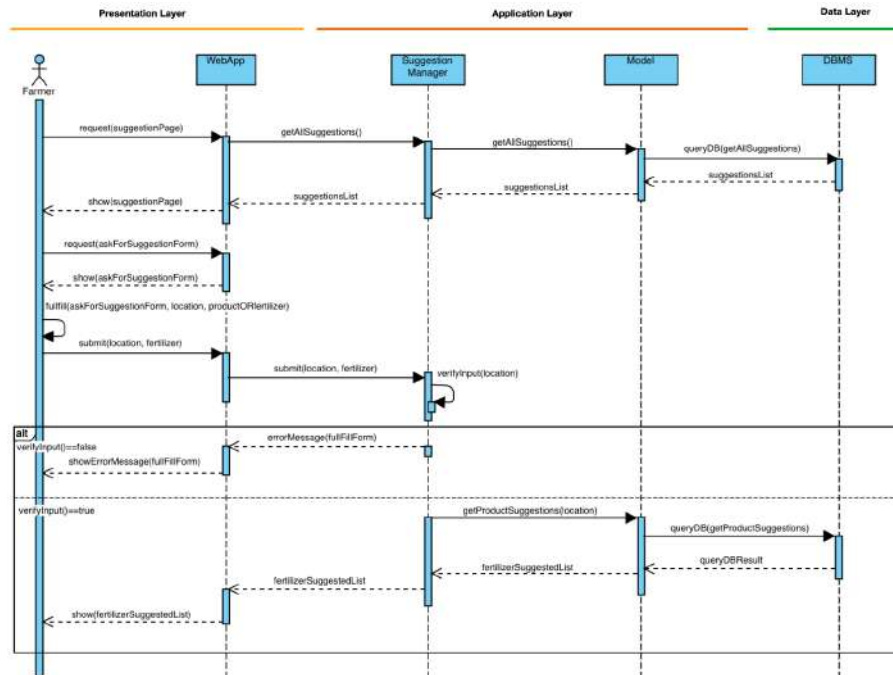 Presentation Layer
Application Layer
Data Layer
Farmer
WebApp
Suggestion
Manager
Model
DBMS
request(suggestionPage)
getAllSuggestions()
getAllSuggestions()
queryDB(getAllSuggestions)
suggestionsList
suggestionsList
suggestionsList
show(suggestionPage)
request(askForSuggestionForm)
show(askForSuggestionForm)
fullfill(askForSuggestionForm, location, productORfertilizer)
submit(location, fertilizer)
submit(location, fertilizer)
verifyInput(location)
alt
verifyInput()==false
errorMessage(fullFillForm)
showErrorMessage(fullFillForm)
verifyInput()==true
getProductSuggestions(location)
queryDB(getProductSuggestions)
queryDBResult
fertilizerSuggestedList
fertilizerSuggestedList
show(fertilizerSuggestedList)